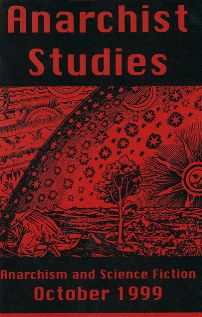 Anarchist
Studies
Anarchism and Science Fiction
October 1999